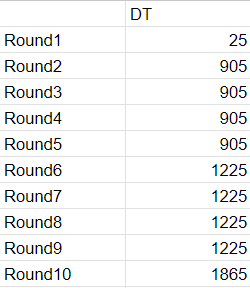 DT
Round1 25
Round2 905
Round3 905
Round4 905
Round5 905
Round6 1225
Round7 1225
Round8 1225
Round9 1225
Round10 1865